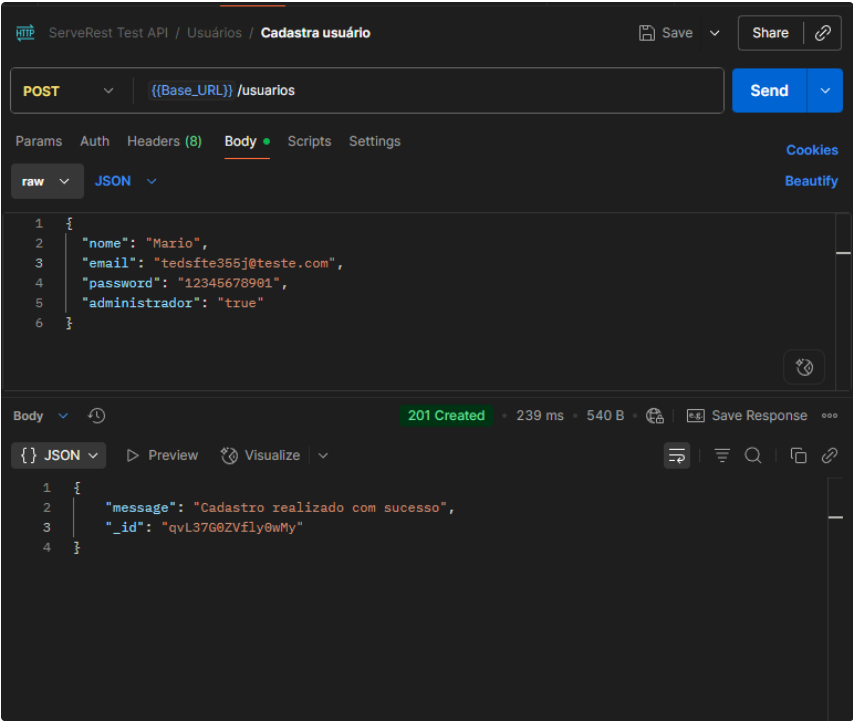 HTTP ServeRest Test API / Usuários / Cadastra usuário Save Share
POST {{Base_URL}} /usuarios Send
Params Auth Headers (8) Body Scripts Settings Cookies
raw JSON Beautify
1 {
2 "nome": "Mario",
3 "email": "tedsfte355j@teste.com",
4 "password": "12345678901",
5 "administrador": "true"
6 }
Body 201 Created 239 ms 540 B e.g. Save Response
{} JSON Preview Visualize
1 {
2 "message": "Cadastro realizado com sucesso",
3 "_id": "qvL37G0ZVfly0wMy"
4 }